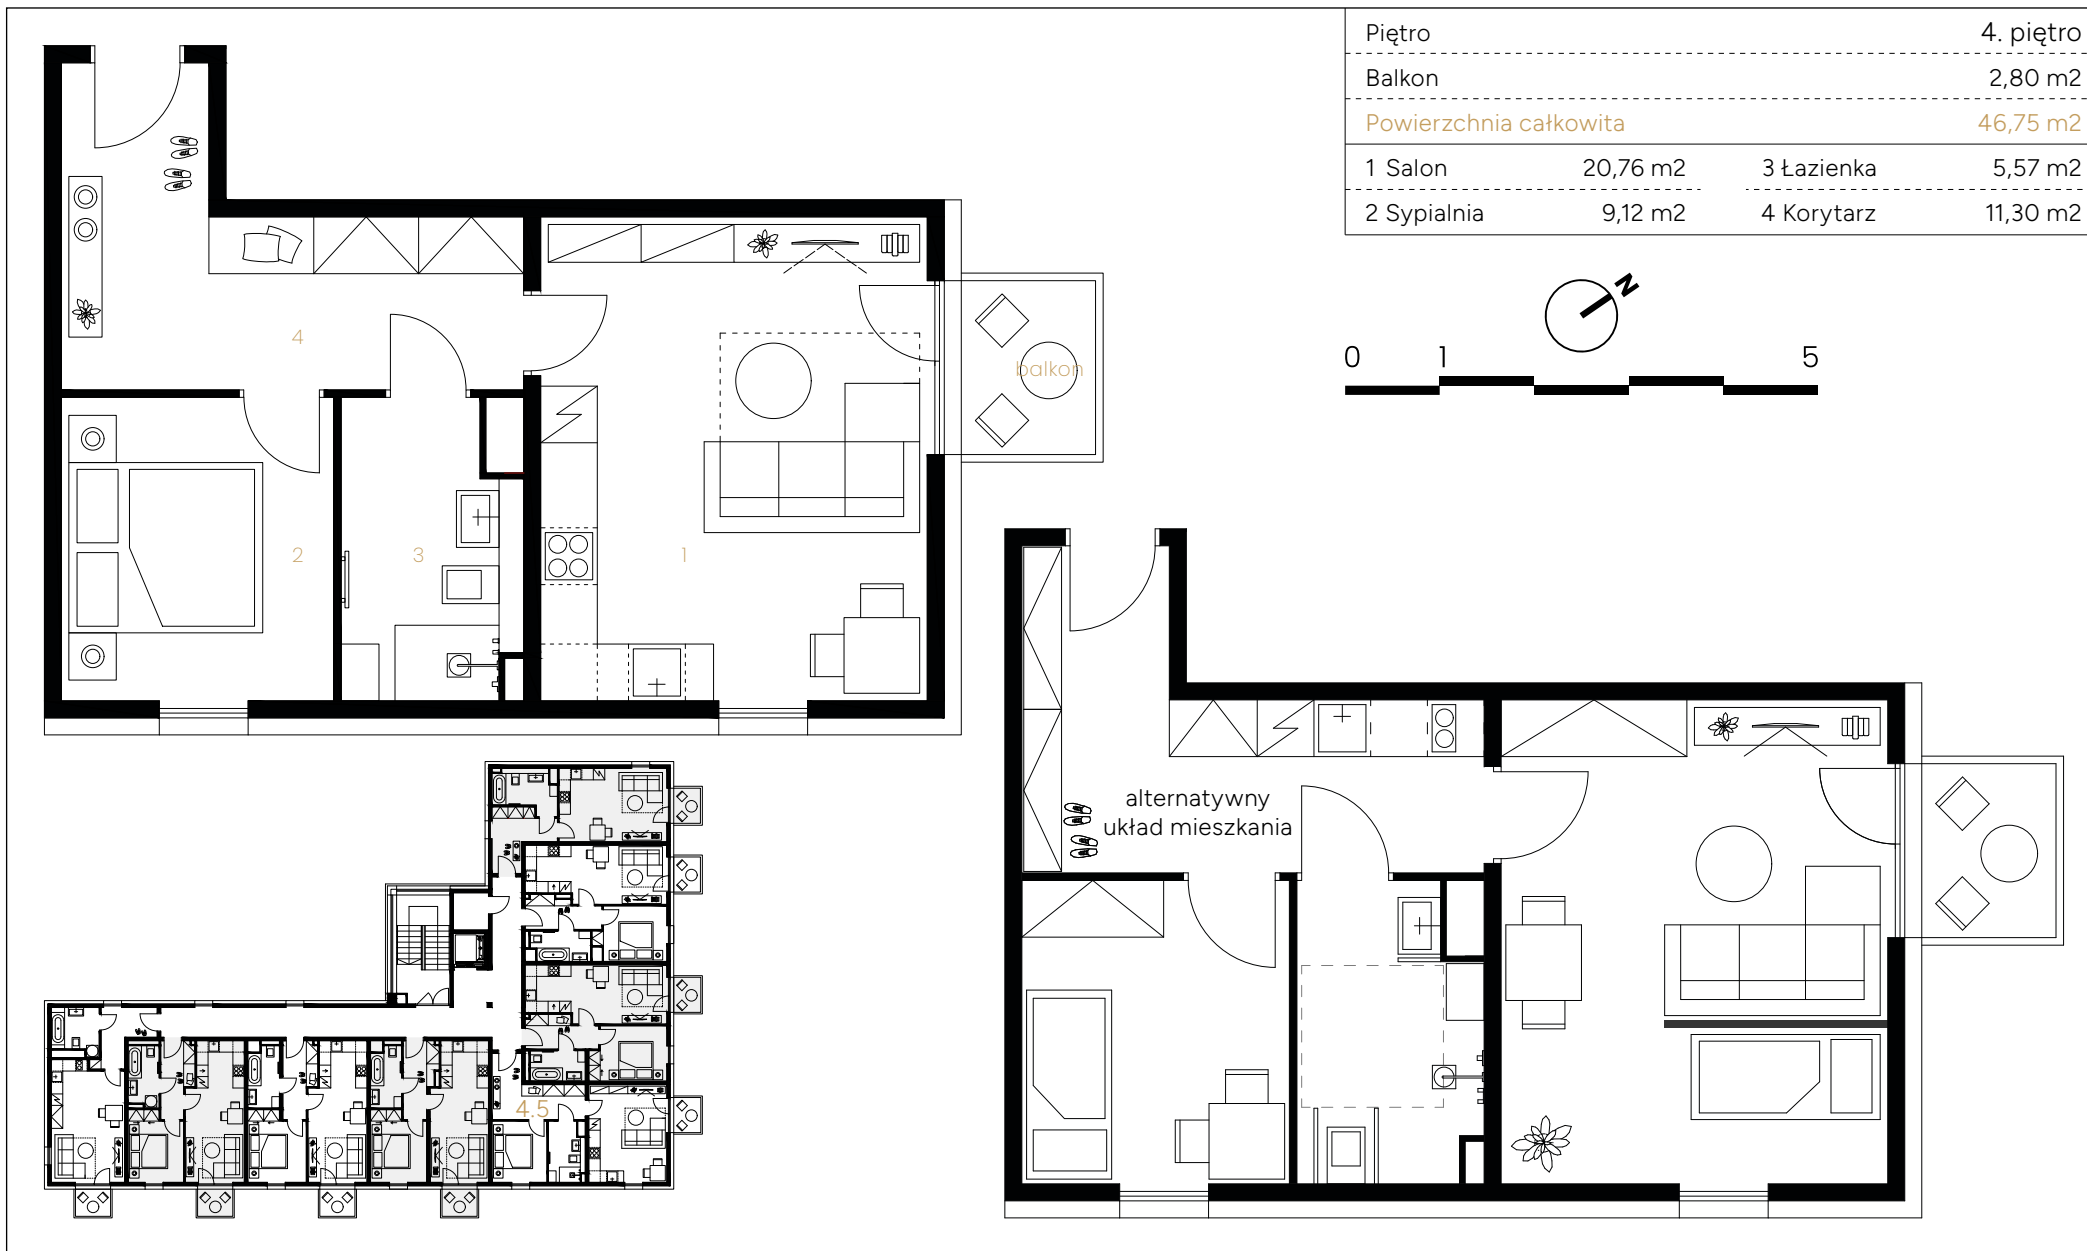 Piętro 4. piętro
Balkon 2,80 m2
Powierzchnia całkowita 46,75 m2
1 Salon 20,76 m2 3 Łazienka 5,57 m2
2 Sypialnia 9,12 m2 4 Korytarz 11,30 m2
N
0 1 5
4
balkon
2 3 1
alternatywny
układ mieszkania
4.5